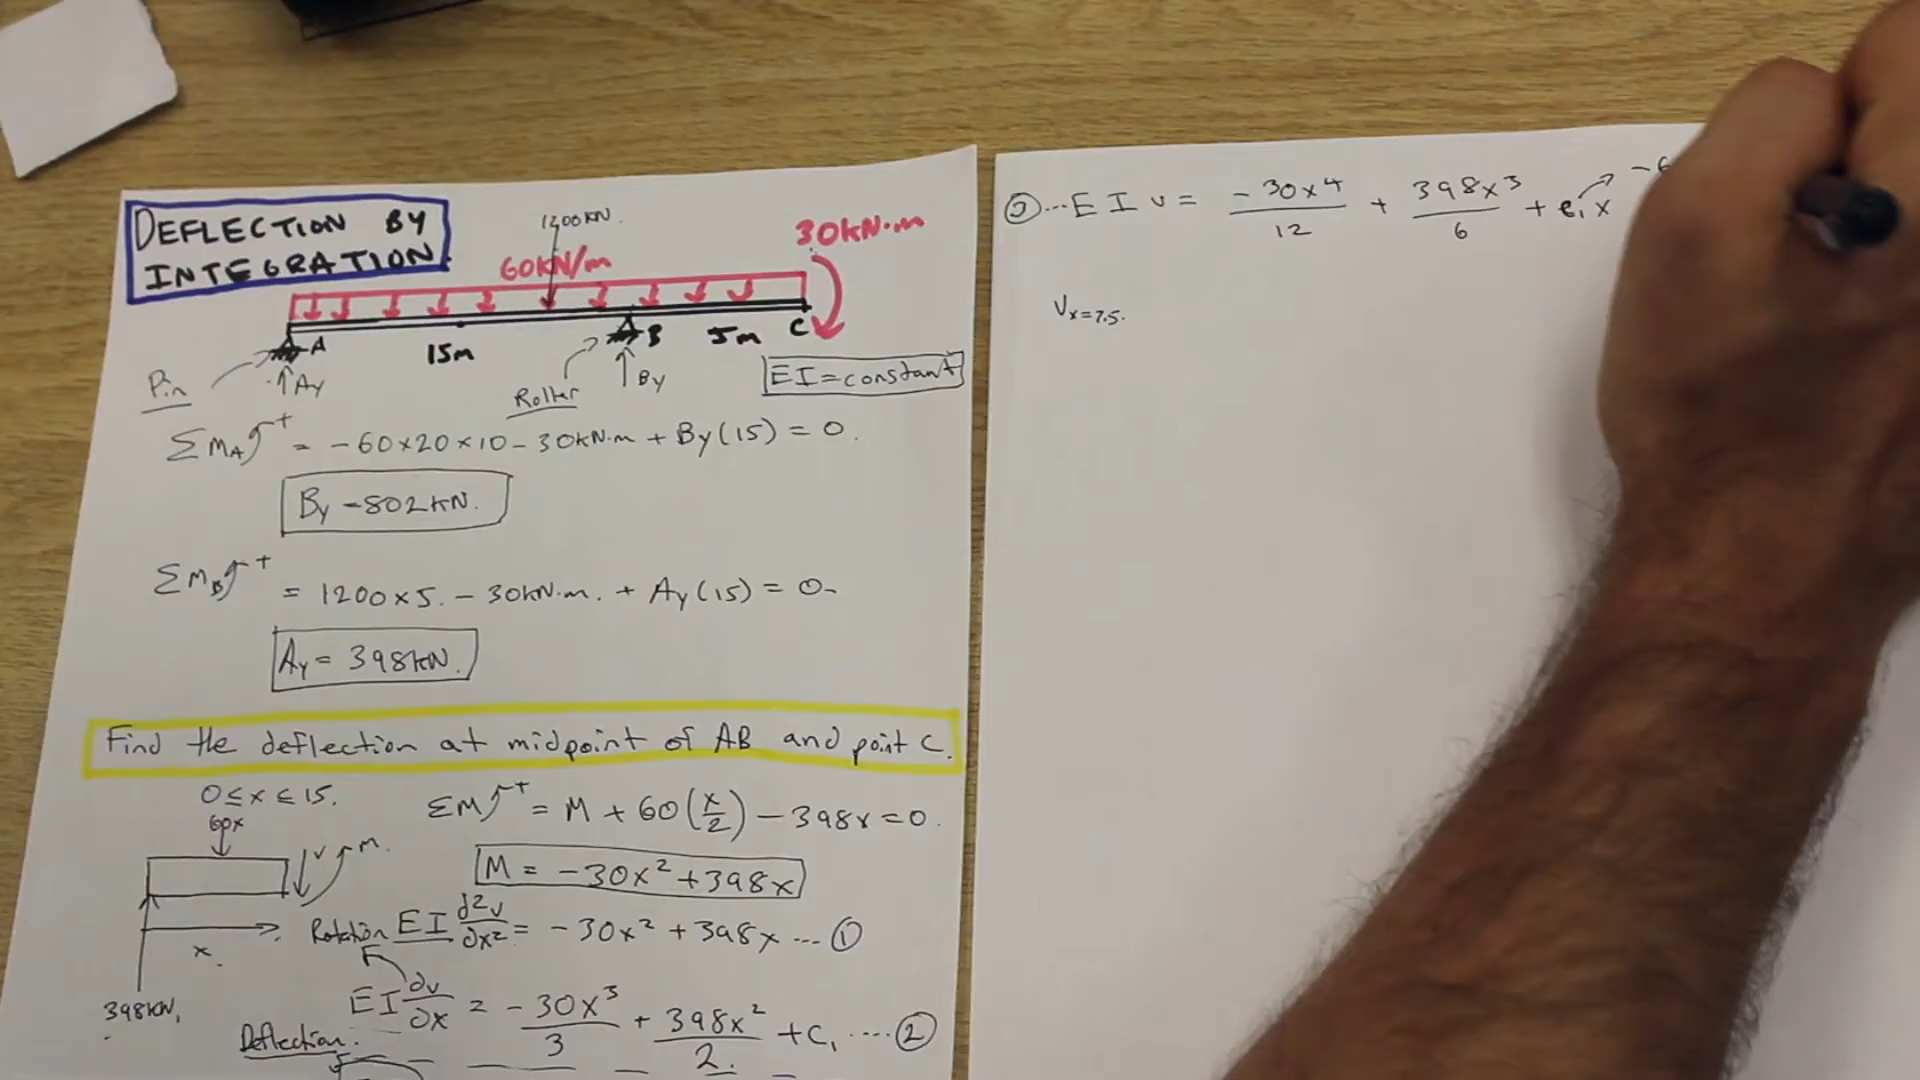 DEFLECTION BY
INTEGRATION
1200KN.
60KN/m
30KN·m
A
15m
B
5m
C
Pin
Ay
Roller
By
EI=constant
ΣMA + = -60×20×10-30KN·m + By(15) = 0.
By = 802KN.
ΣMB + = 1200×5. - 30KN·m. + Ay(15) = 0.
Ay = 398KN.
Find the deflection at midpoint of AB and point C.
0≤x≤15.
60x
V
M.
x.
398KN.
ΣM + = M + 60(x/2) - 398x = 0.
M = -30x² + 398x
Rotation EI d²v/dx² = -30x² + 398x ... ①
EI dv/dx = -30x³/3 + 398x²/2. + C₁ .... ②
Deflection.
③...EIv = -30x⁴/12 + 398x³/6 + c₁x
Vx=7.5.